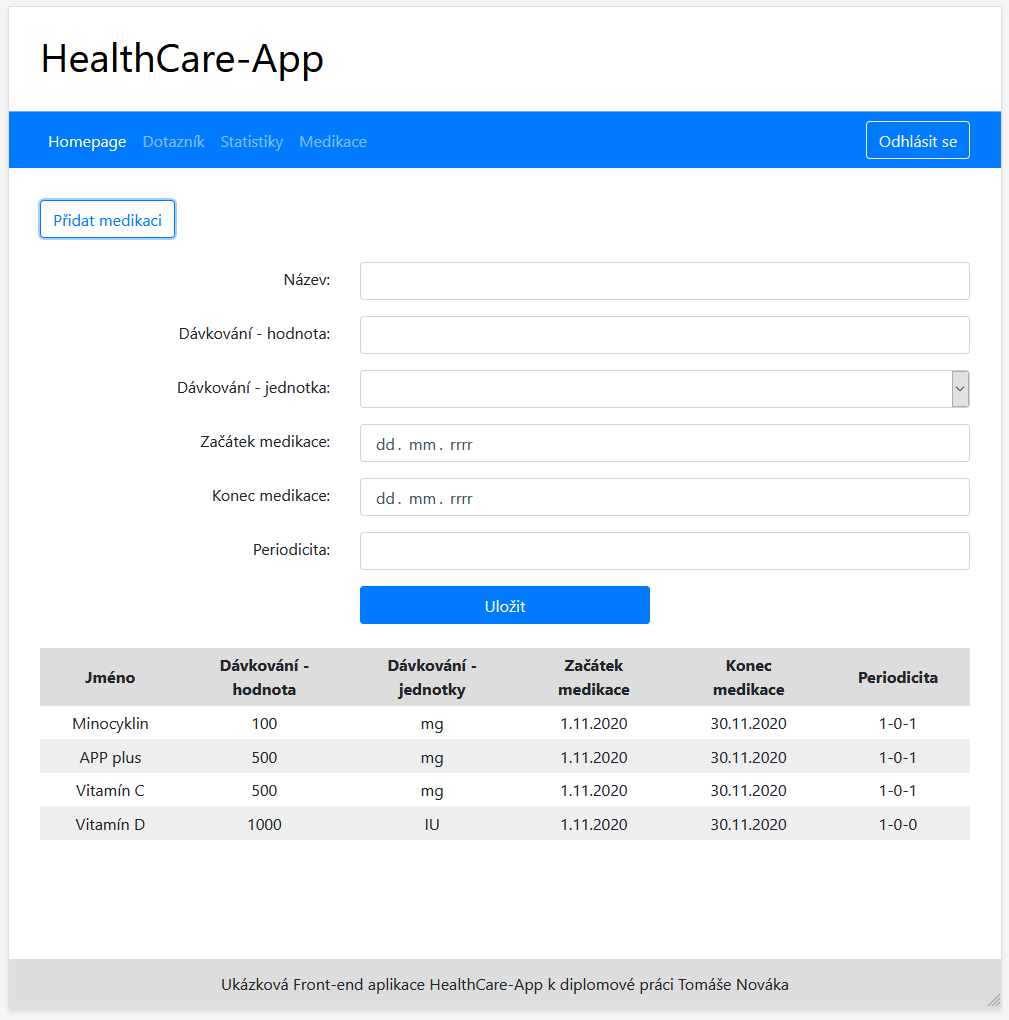 HealthCare-App
Homepage Dotazník Statistiky Medikace Odhlásit se
Přidat medikaci
Název:
Dávkování - hodnota:
Dávkování - jednotka:
Začátek medikace: dd. mm. rrrr
Konec medikace: dd. mm. rrrr
Periodicita:
Uložit
Jméno Dávkování - hodnota Dávkování - jednotky Začátek medikace Konec medikace Periodicita
Minocyklin 100 mg 1.11.2020 30.11.2020 1-0-1
APP plus 500 mg 1.11.2020 30.11.2020 1-0-1
Vitamín C 500 mg 1.11.2020 30.11.2020 1-0-1
Vitamín D 1000 IU 1.11.2020 30.11.2020 1-0-0
Ukázková Front-end aplikace HealthCare-App k diplomové práci Tomáše Nováka